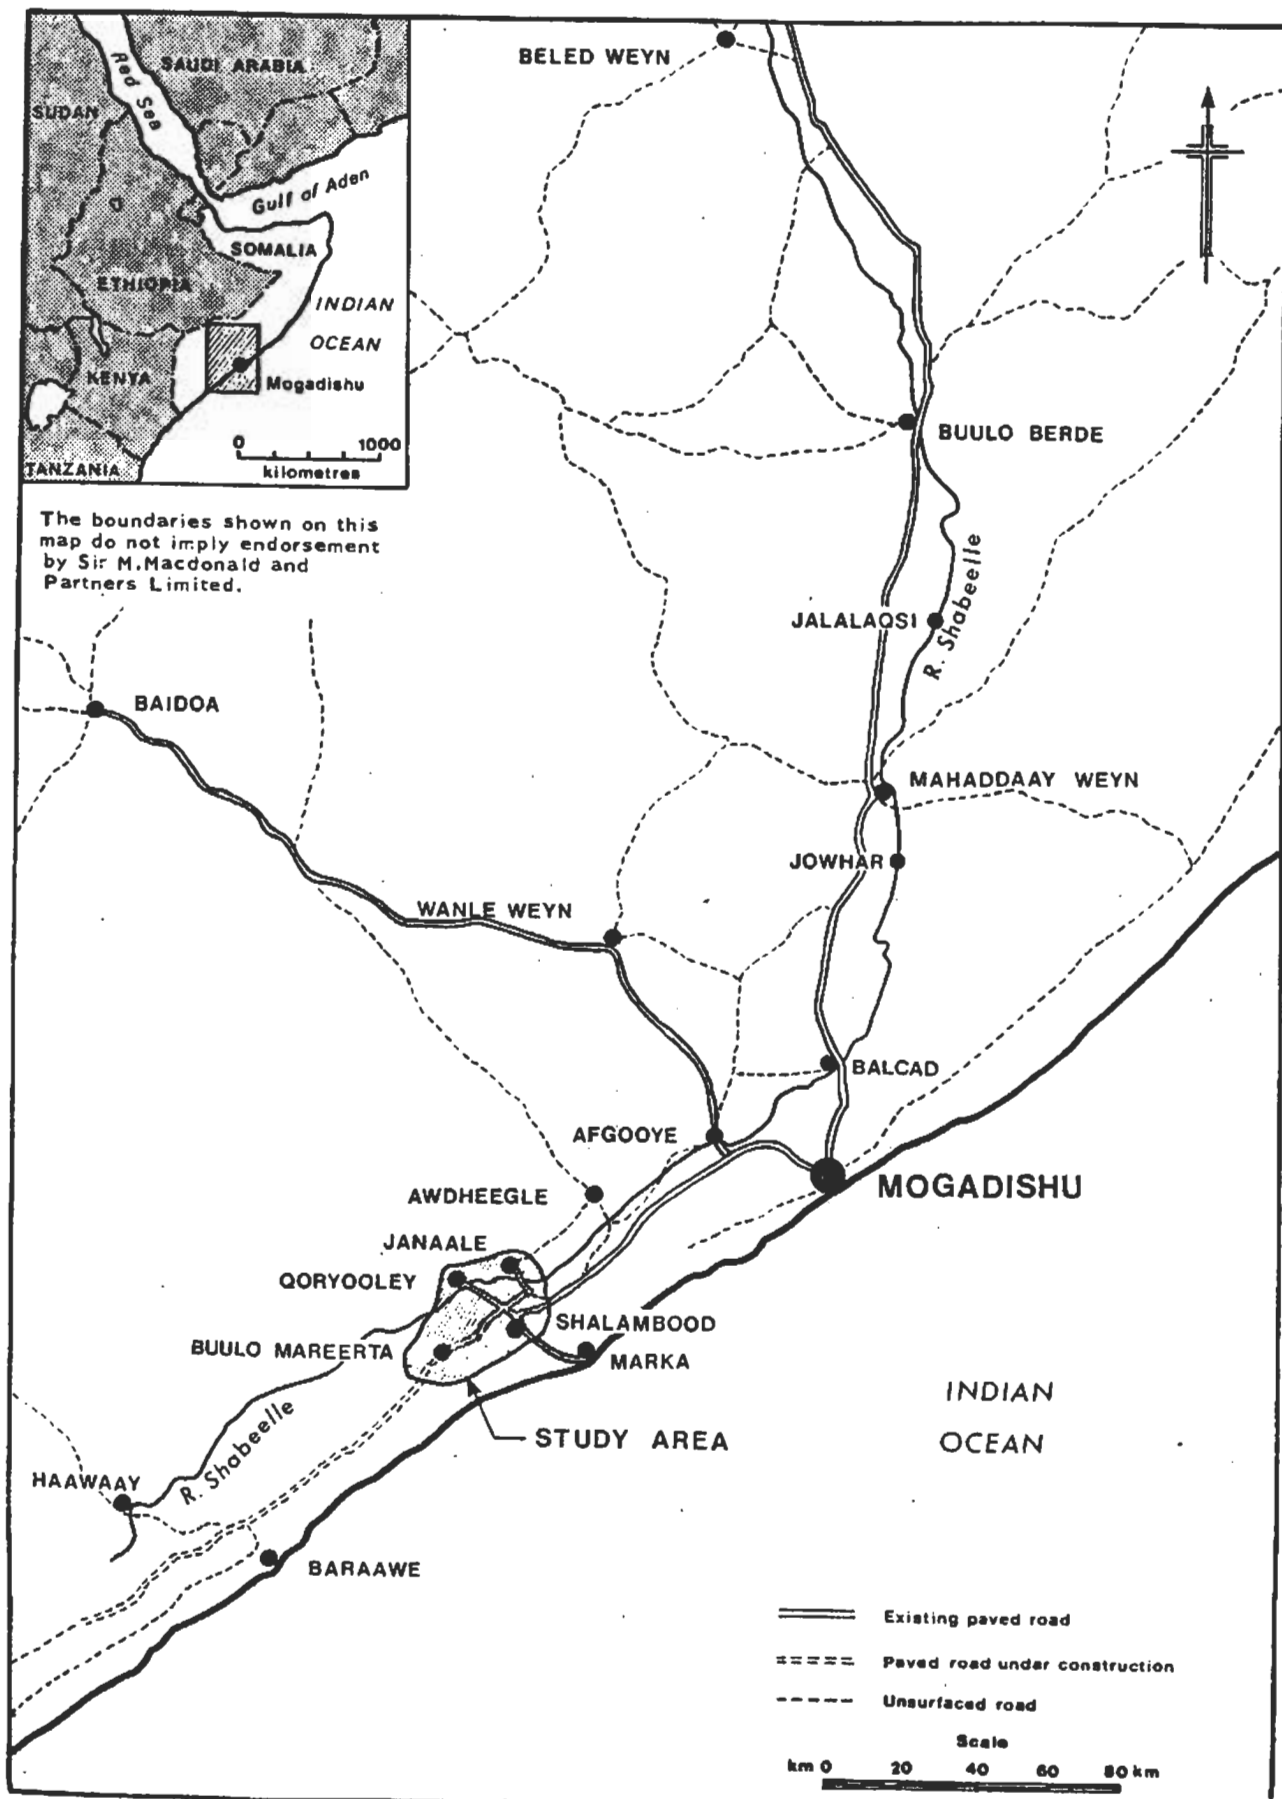 SAUDI ARABIA
Red Sea
SUDAN
Gulf of Aden
SOMALIA
ETHIOPIA
INDIAN
OCEAN
KENYA
Mogadishu
0 1000
kilometres
TANZANIA
The boundaries shown on this
map do not imply endorsement
by Sir M.Macdonald and
Partners Limited.
BELED WEYN
BUULO BERDE
JALALAQSI
R. Shabeelle
BAIDOA
MAHADDAAY WEYN
JOWHAR
WANLE WEYN
BALCAD
AFGOOYE
MOGADISHU
AWDHEEGLE
JANAALE
QORYOOLEY
SHALAMBOOD
BUULO MAREERTA
MARKA
INDIAN
OCEAN
STUDY AREA
R. Shabeelle
HAAWAAY
BARAAWE
Existing paved road
Paved road under construction
Unsurfaced road
Scale
km 0 20 40 60 80 km